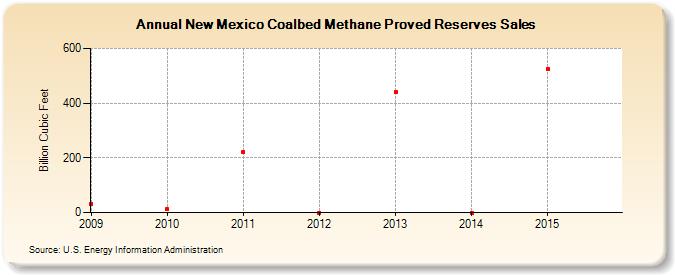 Annual New Mexico Coalbed Methane Proved Reserves Sales
Billion Cubic Feet
600
400
200
0
2009 2010 2011 2012 2013 2014 2015
Source: U.S. Energy Information Administration